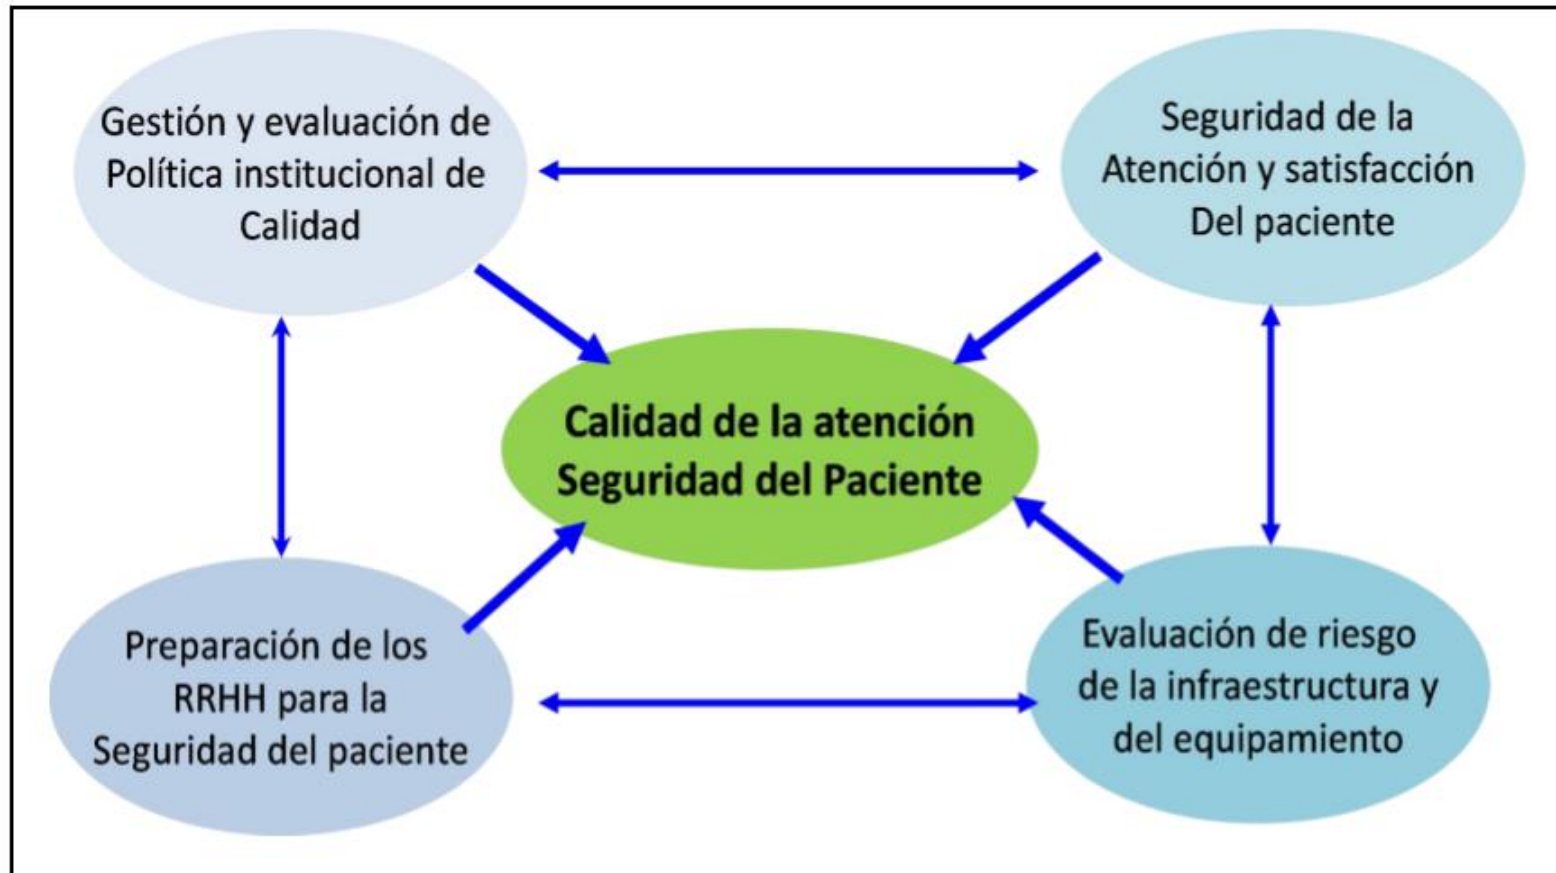 Gestión y evaluación de
Política institucional de
Calidad
Seguridad de la
Atención y satisfacción
Del paciente
Calidad de la atención
Seguridad del Paciente
Preparación de los
RRHH para la
Seguridad del paciente
Evaluación de riesgo
de la infraestructura y
del equipamiento